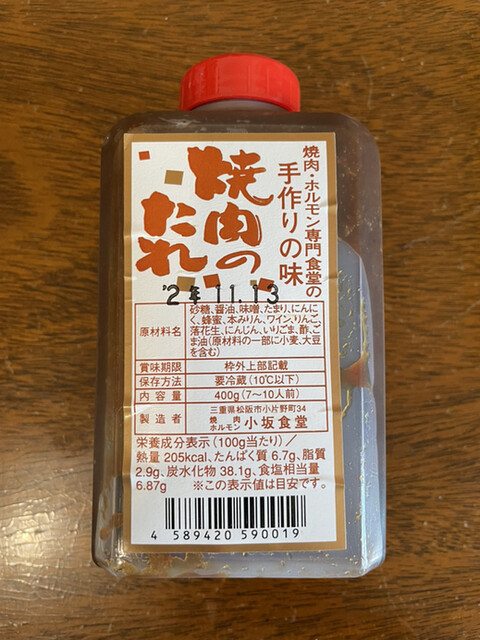 焼肉・ホルモン専門食堂の
手作りの味
焼肉の
たれ
'24年11.13
原材料名
砂糖、醤油、味噌、たまり、にんに
く、蜂蜜、本みりん、ワイン、りんご、
落花生、にんじん、いりごま、酢、ご
ま油(原材料の一部に小麦、大豆
を含む)
賞味期限 枠外上部記載
保存方法 要冷蔵(10℃以下)
内容量 400g(7〜10人前)
製造者
三重県松阪市小片野町34
焼肉
ホルモン 小坂食堂
栄養成分表示(100g当たり)/
熱量 205kcal、たんぱく質 6.7g、脂質
2.9g、炭水化物 38.1g、食塩相当量
6.87g ※この表示値は目安です。
4 589420 590019